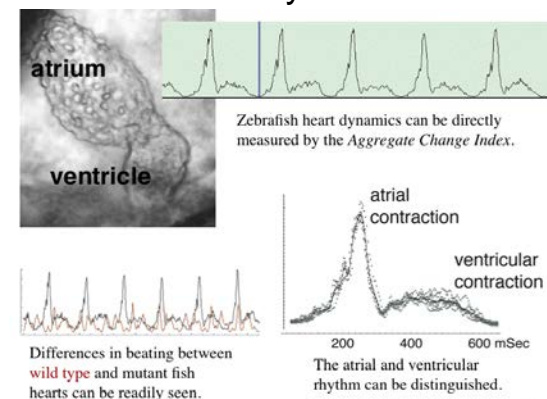 atrium
ventricle
Zebrafish heart dynamics can be directly
measured by the Aggregate Change Index.
atrial
contraction
ventricular
contraction
200 400 600 mSec
Differences in beating between
wild type and mutant fish
hearts can be readily seen.
The atrial and ventricular
rhythm can be distinguished.